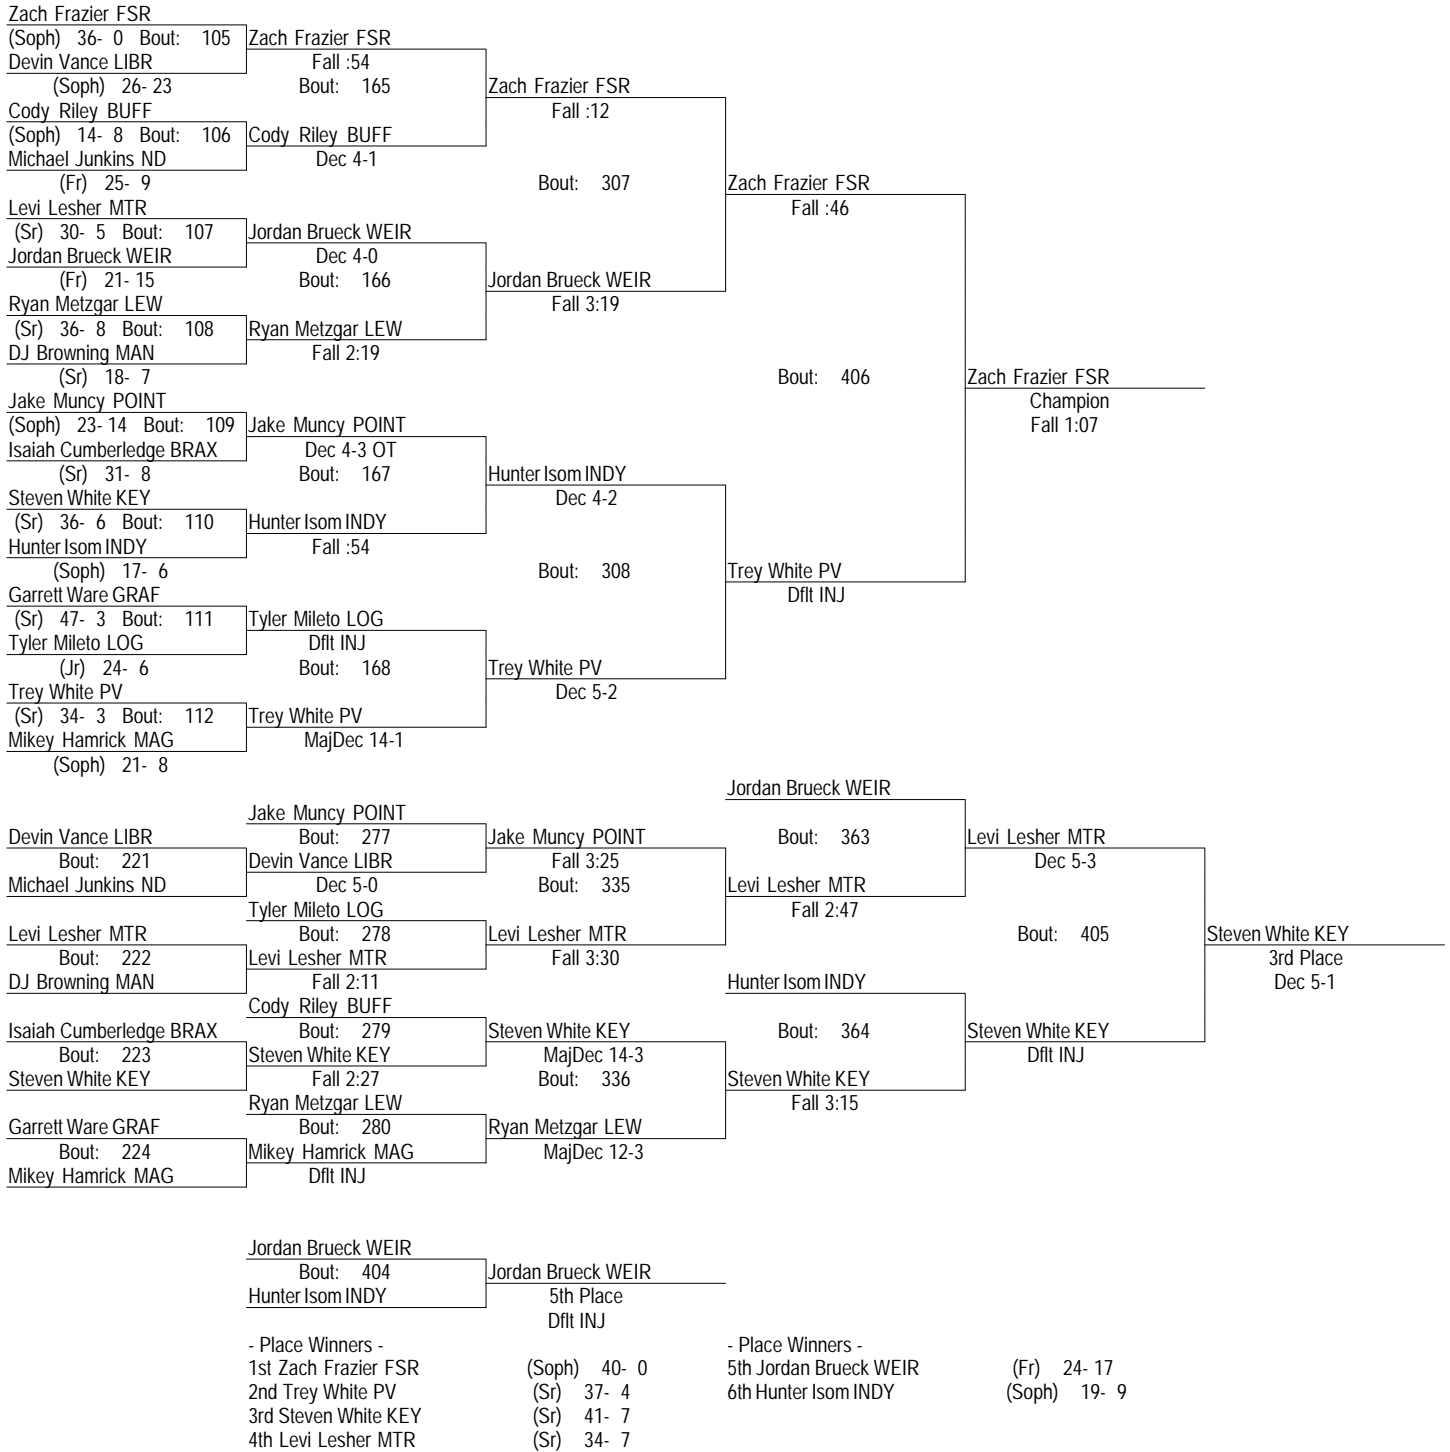 Zach Frazier FSR
(Soph) 36- 0 Bout: 105 Zach Frazier FSR
Devin Vance LIBR Fall :54
(Soph) 26- 23 Bout: 165 Zach Frazier FSR
Cody Riley BUFF Fall :12
(Soph) 14- 8 Bout: 106 Cody Riley BUFF
Michael Junkins ND Dec 4-1
(Fr) 25- 9 Bout: 307 Zach Frazier FSR
Levi Lesher MTR Fall :46
(Sr) 30- 5 Bout: 107 Jordan Brueck WEIR
Jordan Brueck WEIR Dec 4-0
(Fr) 21- 15 Bout: 166 Jordan Brueck WEIR
Ryan Metzgar LEW Fall 3:19
(Sr) 36- 8 Bout: 108 Ryan Metzgar LEW
DJ Browning MAN Fall 2:19
(Sr) 18- 7 Bout: 406 Zach Frazier FSR
Jake Muncy POINT Champion
(Soph) 23- 14 Bout: 109 Jake Muncy POINT Fall 1:07
Isaiah Cumberledge BRAX Dec 4-3 OT
(Sr) 31- 8 Bout: 167 Hunter Isom INDY
Steven White KEY Dec 4-2
(Sr) 36- 6 Bout: 110 Hunter Isom INDY
Hunter Isom INDY Fall :54
(Soph) 17- 6 Bout: 308 Trey White PV
Garrett Ware GRAF Dflt INJ
(Sr) 47- 3 Bout: 111 Tyler Mileto LOG
Tyler Mileto LOG Dflt INJ
(Jr) 24- 6 Bout: 168 Trey White PV
Trey White PV Dec 5-2
(Sr) 34- 3 Bout: 112 Trey White PV
Mikey Hamrick MAG MajDec 14-1
(Soph) 21- 8
Jordan Brueck WEIR
Jake Muncy POINT
Devin Vance LIBR Bout: 277 Jake Muncy POINT Bout: 363 Levi Lesher MTR
Bout: 221 Devin Vance LIBR Fall 3:25 Dec 5-3
Michael Junkins ND Dec 5-0 Bout: 335 Levi Lesher MTR
Tyler Mileto LOG Fall 2:47
Levi Lesher MTR Bout: 278 Levi Lesher MTR Bout: 405 Steven White KEY
Bout: 222 Levi Lesher MTR Fall 3:30 3rd Place
DJ Browning MAN Fall 2:11 Hunter Isom INDY Dec 5-1
Cody Riley BUFF
Isaiah Cumberledge BRAX Bout: 279 Steven White KEY Bout: 364 Steven White KEY
Bout: 223 Steven White KEY MajDec 14-3 Dflt INJ
Steven White KEY Fall 2:27 Bout: 336 Steven White KEY
Ryan Metzgar LEW Fall 3:15
Garrett Ware GRAF Bout: 280 Ryan Metzgar LEW
Bout: 224 Mikey Hamrick MAG MajDec 12-3
Mikey Hamrick MAG Dflt INJ
Jordan Brueck WEIR
Bout: 404 Jordan Brueck WEIR
Hunter Isom INDY 5th Place
Dflt INJ
- Place Winners - - Place Winners -
1st Zach Frazier FSR (Soph) 40- 0 5th Jordan Brueck WEIR (Fr) 24- 17
2nd Trey White PV (Sr) 37- 4 6th Hunter Isom INDY (Soph) 19- 9
3rd Steven White KEY (Sr) 41- 7
4th Levi Lesher MTR (Sr) 34- 7